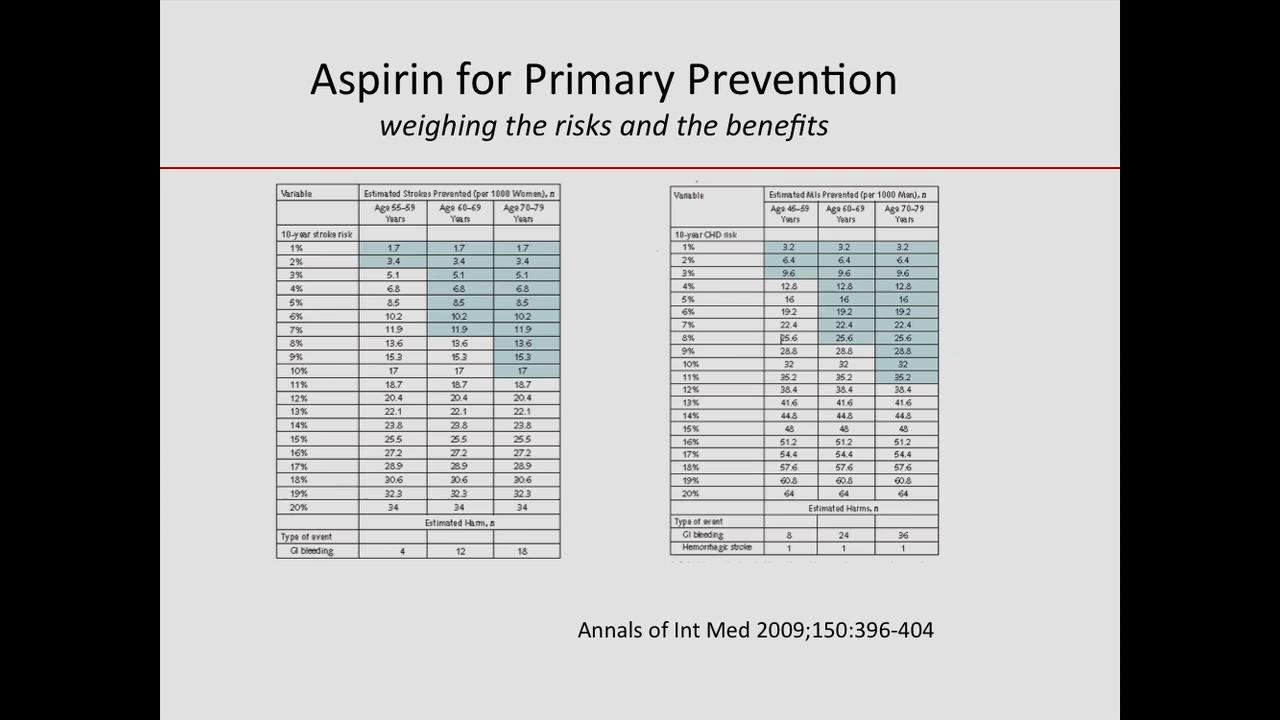 Aspirin for Primary Prevention
weighing the risks and the benefits
Variable Estimated Strokes Prevented (per 1000 Women), n
Age 55–59 Years Age 60–69 Years Age 70–79 Years
10-year stroke risk
1% 1.7 1.7 1.7
2% 3.4 3.4 3.4
3% 5.1 5.1 5.1
4% 6.8 6.8 6.8
5% 8.5 8.5 8.5
6% 10.2 10.2 10.2
7% 11.9 11.9 11.9
8% 13.6 13.6 13.6
9% 15.3 15.3 15.3
10% 17 17 17
11% 18.7 18.7 18.7
12% 20.4 20.4 20.4
13% 22.1 22.1 22.1
14% 23.8 23.8 23.8
15% 25.5 25.5 25.5
16% 27.2 27.2 27.2
17% 28.9 28.9 28.9
18% 30.6 30.6 30.6
19% 32.3 32.3 32.3
20% 34 34 34
Estimated Harm, n
Type of event
GI bleeding 4 12 18
Variable Estimated MIs Prevented (per 1000 Men), n
Age 45–59 Years Age 60–69 Years Age 70–79 Years
10-year CHD risk
1% 3.2 3.2 3.2
2% 6.4 6.4 6.4
3% 9.6 9.6 9.6
4% 12.8 12.8 12.8
5% 16 16 16
6% 19.2 19.2 19.2
7% 22.4 22.4 22.4
8% 25.6 25.6 25.6
9% 28.8 28.8 28.8
10% 32 32 32
11% 35.2 35.2 35.2
12% 38.4 38.4 38.4
13% 41.6 41.6 41.6
14% 44.8 44.8 44.8
15% 48 48 48
16% 51.2 51.2 51.2
17% 54.4 54.4 54.4
18% 57.6 57.6 57.6
19% 60.8 60.8 60.8
20% 64 64 64
Estimated Harms, n
Type of event
GI bleeding 8 24 36
Hemorrhagic stroke 1 1 1
Annals of Int Med 2009;150:396-404